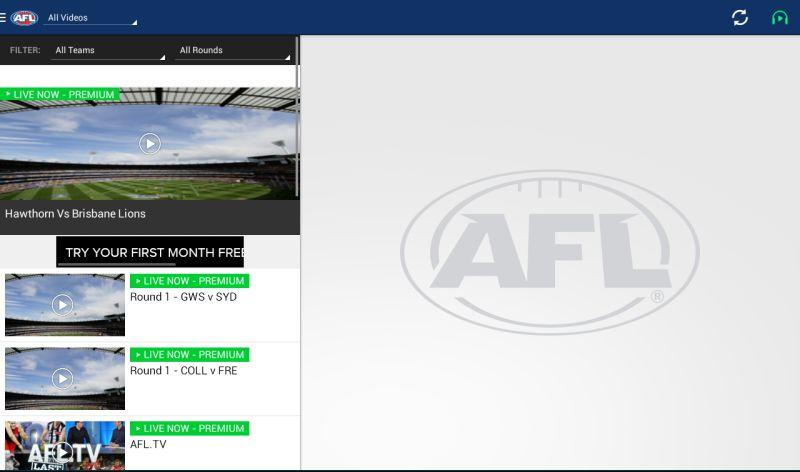 AFL
All Videos
FILTER:
All Teams
All Rounds
LIVE NOW - PREMIUM
Hawthorn Vs Brisbane Lions
TRY YOUR FIRST MONTH FREE
LIVE NOW - PREMIUM
Round 1 - GWS v SYD
LIVE NOW - PREMIUM
Round 1 - COLL v FRE
LIVE NOW - PREMIUM
AFL.TV
AFL.TV
LAST
AFL
®